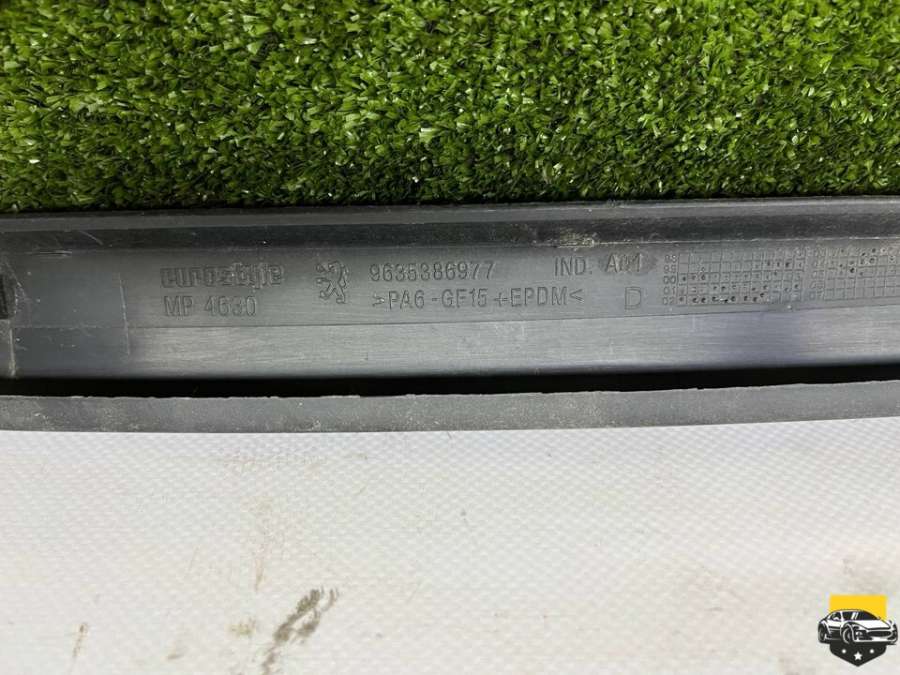 eurostyle 9635386977 IND. A01
MP 4630 >PA6-GF15+EPDM< D